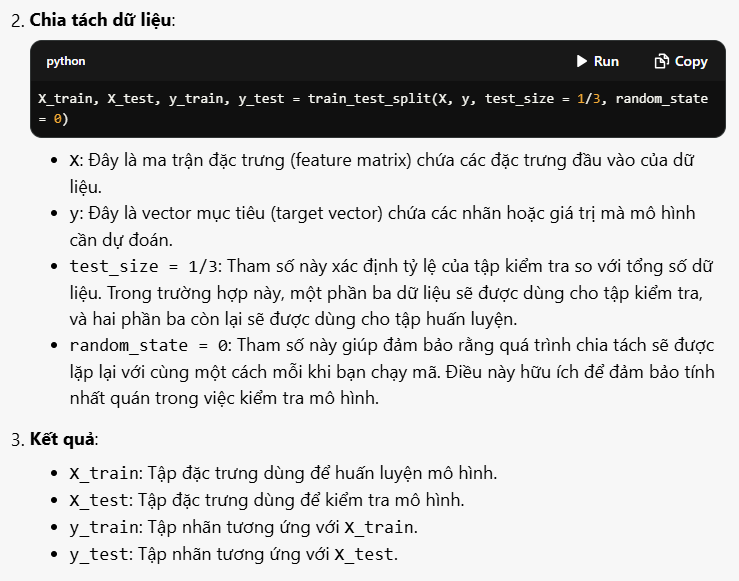 2. Chia tách dữ liệu:
python
Run
Copy
X_train, X_test, y_train, y_test = train_test_split(X, y, test_size = 1/3, random_state
= 0)
• X: Đây là ma trận đặc trưng (feature matrix) chứa các đặc trưng đầu vào của dữ
liệu.
• y: Đây là vector mục tiêu (target vector) chứa các nhãn hoặc giá trị mà mô hình
cần dự đoán.
• test_size = 1/3: Tham số này xác định tỷ lệ của tập kiểm tra so với tổng số dữ
liệu. Trong trường hợp này, một phần ba dữ liệu sẽ được dùng cho tập kiểm tra,
và hai phần ba còn lại sẽ được dùng cho tập huấn luyện.
• random_state = 0: Tham số này giúp đảm bảo rằng quá trình chia tách sẽ được
lặp lại với cùng một cách mỗi khi bạn chạy mã. Điều này hữu ích để đảm bảo tính
nhất quán trong việc kiểm tra mô hình.
3. Kết quả:
• X_train: Tập đặc trưng dùng để huấn luyện mô hình.
• X_test: Tập đặc trưng dùng để kiểm tra mô hình.
• y_train: Tập nhãn tương ứng với X_train.
• y_test: Tập nhãn tương ứng với X_test.